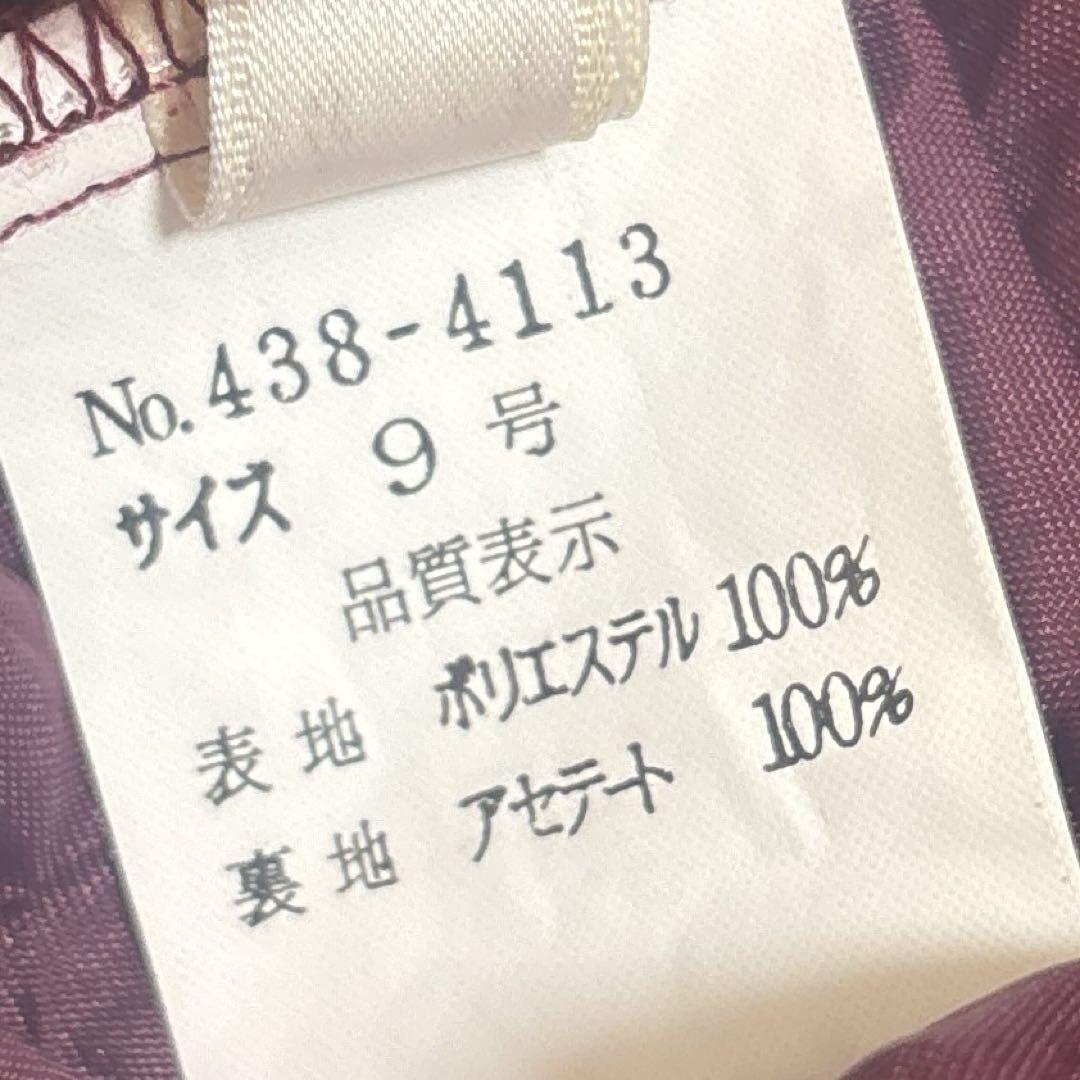 No.438-4113
サイズ 9 号
品質表示
表 地 ポリエステル 100%
裏 地 アセテート 100%